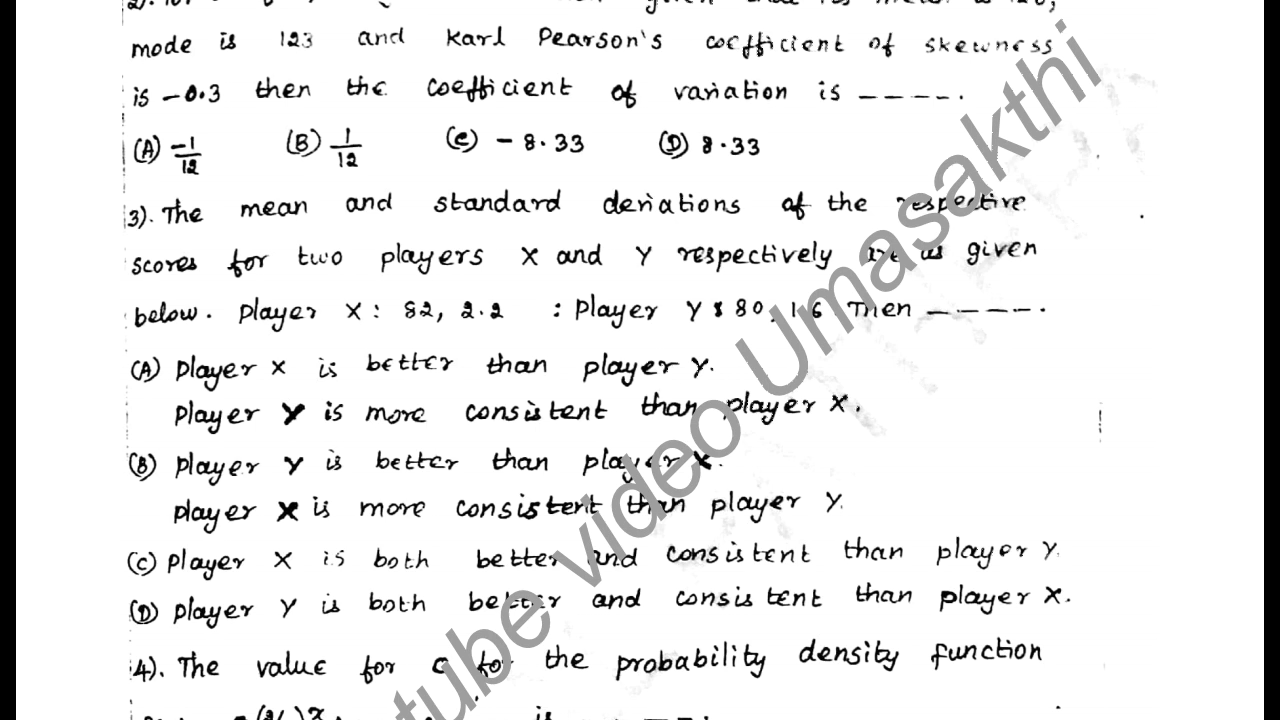 given
mode is 123 and Karl Pearson's coefficient of skewness
is -0.3 then the coefficient of variation is ----.
(A) -1/12 (B) 1/12 (C) - 8.33 (D) 8.33
3). The mean and standard deviations of the respective
scores for two players X and Y respectively are as given
below. player X: 82, 2.2 : player Y : 80, 1.6 Then -----.
(A) player X is better than player Y.
player Y is more consistent than player X.
(B) player Y is better than player X.
player X is more consistent than player Y.
(C) player X is both better and consistent than player Y.
(D) player Y is both better and consistent than player X.
4). The value for c for the probability density function
is
tube video Umasakthi